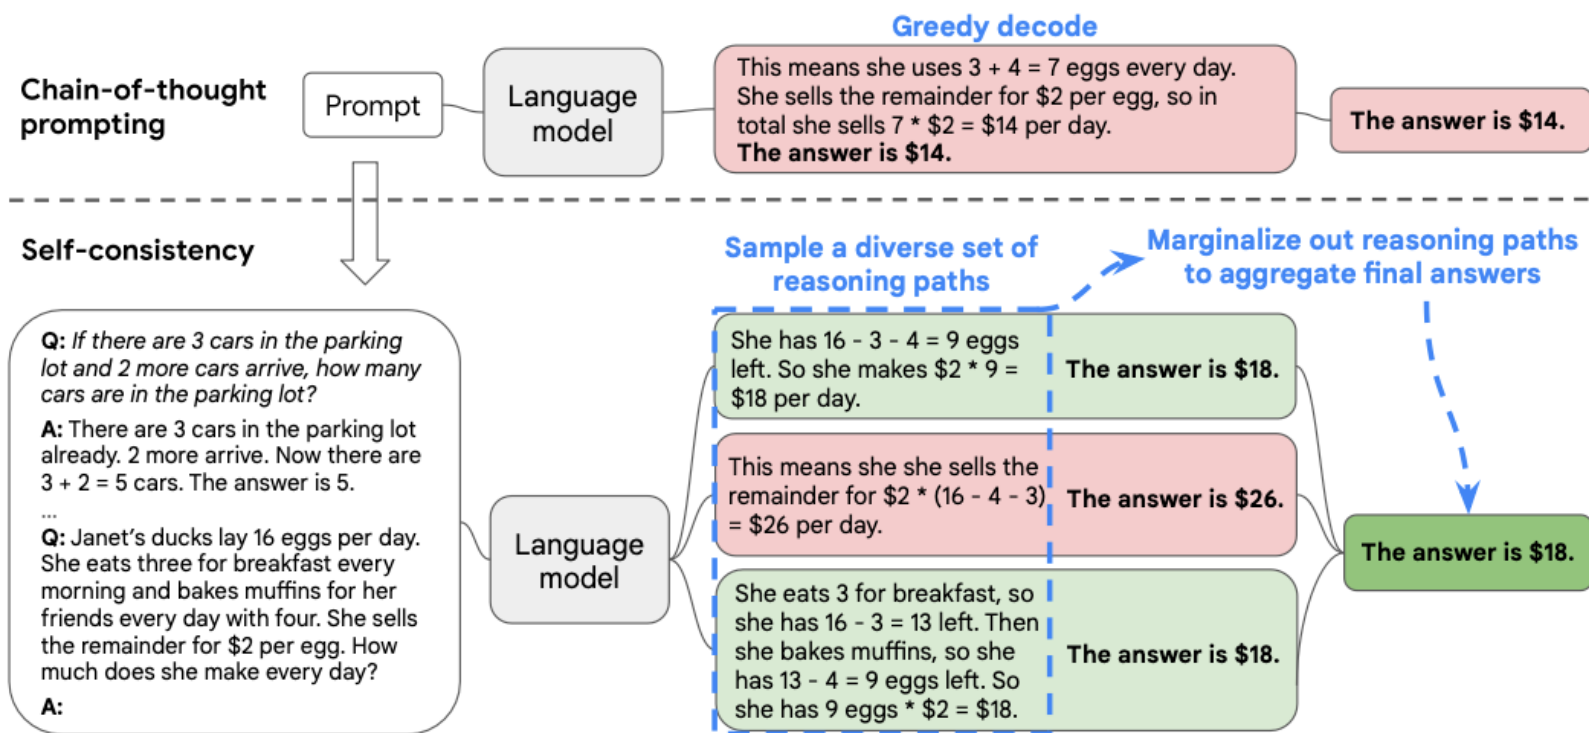 Greedy decode
Chain-of-thought
prompting
Prompt
Language
model
This means she uses 3 + 4 = 7 eggs every day.
She sells the remainder for $2 per egg, so in
total she sells 7 * $2 = $14 per day.
The answer is $14.
The answer is $14.
Self-consistency
Sample a diverse set of
reasoning paths
Marginalize out reasoning paths
to aggregate final answers
Q: If there are 3 cars in the parking
lot and 2 more cars arrive, how many
cars are in the parking lot?
A: There are 3 cars in the parking lot
already. 2 more arrive. Now there are
3 + 2 = 5 cars. The answer is 5.
...
Q: Janet’s ducks lay 16 eggs per day.
She eats three for breakfast every
morning and bakes muffins for her
friends every day with four. She sells
the remainder for $2 per egg. How
much does she make every day?
A:
Language
model
She has 16 - 3 - 4 = 9 eggs
left. So she makes $2 * 9 =
$18 per day.
The answer is $18.
This means she she sells the
remainder for $2 * (16 - 4 - 3)
= $26 per day.
The answer is $26.
She eats 3 for breakfast, so
she has 16 - 3 = 13 left. Then
she bakes muffins, so she
has 13 - 4 = 9 eggs left. So
she has 9 eggs * $2 = $18.
The answer is $18.
The answer is $18.